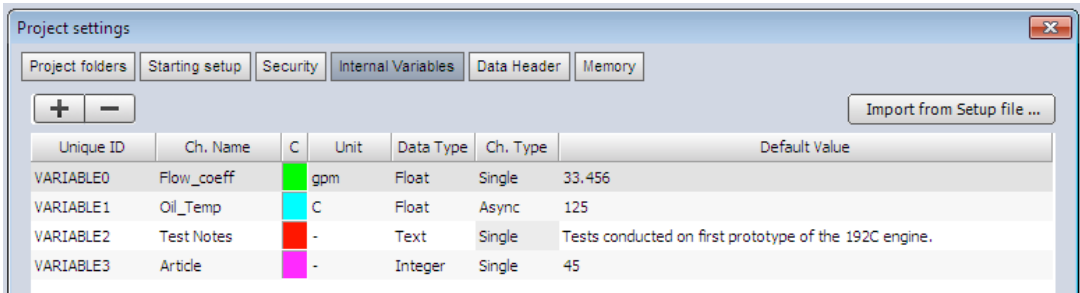 Project settings
Project folders Starting setup Security Internal Variables Data Header Memory
+ − Import from Setup file ...
Unique ID Ch. Name C Unit Data Type Ch. Type Default Value
VARIABLE0 Flow_coeff gpm Float Single 33.456
VARIABLE1 Oil_Temp C Float Async 125
VARIABLE2 Test Notes - Text Single Tests conducted on first prototype of the 192C engine.
VARIABLE3 Article - Integer Single 45